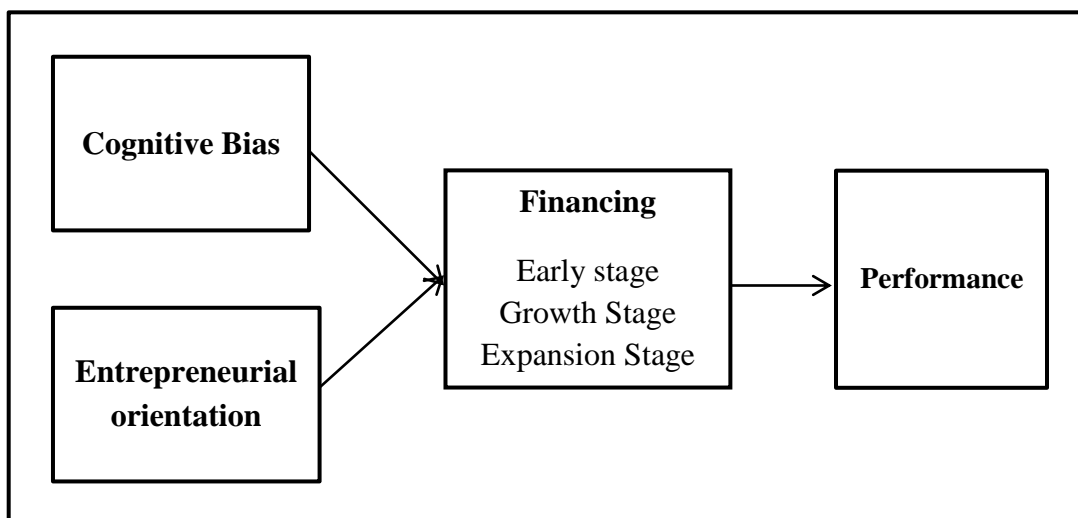 Cognitive Bias
Entrepreneurial
orientation
Financing
Early stage
Growth Stage
Expansion Stage
Performance